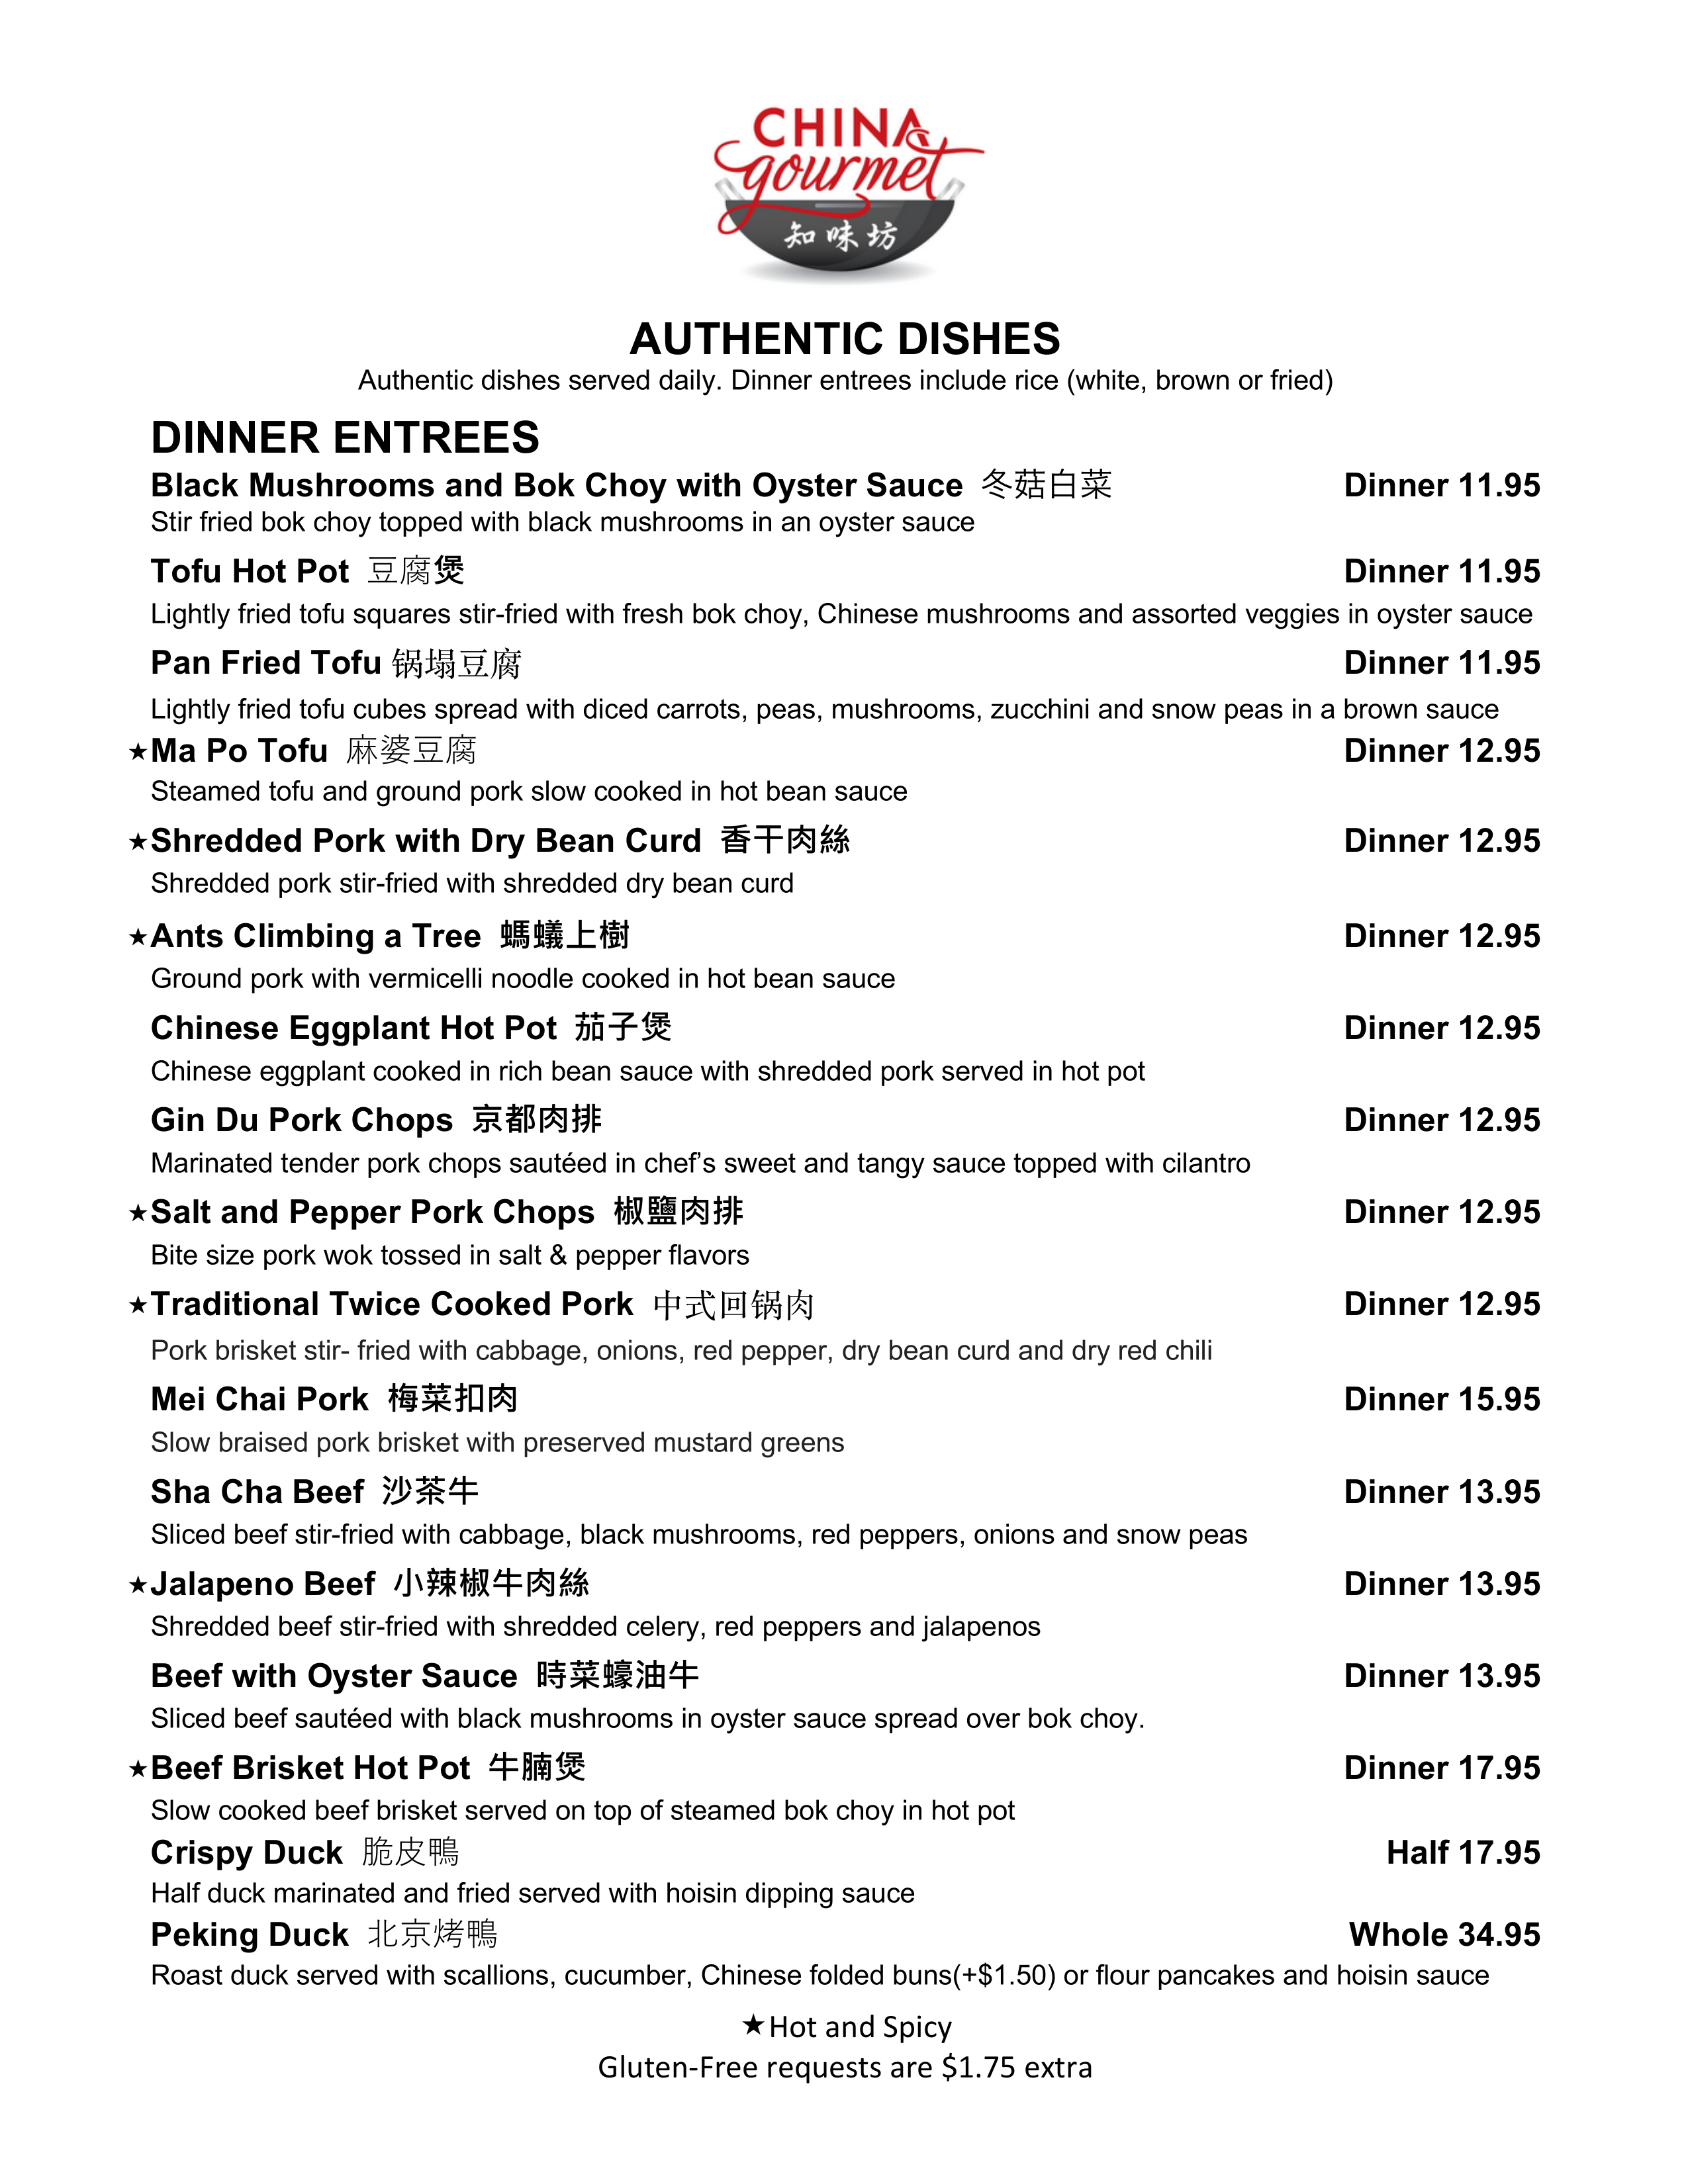 CHINA
gourmet
知味坊
AUTHENTIC DISHES
Authentic dishes served daily. Dinner entrees include rice (white, brown or fried)
DINNER ENTREES
Black Mushrooms and Bok Choy with Oyster Sauce 冬菇白菜 Dinner 11.95
Stir fried bok choy topped with black mushrooms in an oyster sauce
Tofu Hot Pot 豆腐煲 Dinner 11.95
Lightly fried tofu squares stir-fried with fresh bok choy, Chinese mushrooms and assorted veggies in oyster sauce
Pan Fried Tofu 锅塌豆腐 Dinner 11.95
Lightly fried tofu cubes spread with diced carrots, peas, mushrooms, zucchini and snow peas in a brown sauce
★Ma Po Tofu 麻婆豆腐 Dinner 12.95
Steamed tofu and ground pork slow cooked in hot bean sauce
★Shredded Pork with Dry Bean Curd 香干肉絲 Dinner 12.95
Shredded pork stir-fried with shredded dry bean curd
★Ants Climbing a Tree 螞蟻上樹 Dinner 12.95
Ground pork with vermicelli noodle cooked in hot bean sauce
Chinese Eggplant Hot Pot 茄子煲 Dinner 12.95
Chinese eggplant cooked in rich bean sauce with shredded pork served in hot pot
Gin Du Pork Chops 京都肉排 Dinner 12.95
Marinated tender pork chops sautéed in chef’s sweet and tangy sauce topped with cilantro
★Salt and Pepper Pork Chops 椒鹽肉排 Dinner 12.95
Bite size pork wok tossed in salt & pepper flavors
★Traditional Twice Cooked Pork 中式回锅肉 Dinner 12.95
Pork brisket stir- fried with cabbage, onions, red pepper, dry bean curd and dry red chili
Mei Chai Pork 梅菜扣肉 Dinner 15.95
Slow braised pork brisket with preserved mustard greens
Sha Cha Beef 沙茶牛 Dinner 13.95
Sliced beef stir-fried with cabbage, black mushrooms, red peppers, onions and snow peas
★Jalapeno Beef 小辣椒牛肉絲 Dinner 13.95
Shredded beef stir-fried with shredded celery, red peppers and jalapenos
Beef with Oyster Sauce 時菜蠔油牛 Dinner 13.95
Sliced beef sautéed with black mushrooms in oyster sauce spread over bok choy.
★Beef Brisket Hot Pot 牛腩煲 Dinner 17.95
Slow cooked beef brisket served on top of steamed bok choy in hot pot
Crispy Duck 脆皮鴨 Half 17.95
Half duck marinated and fried served with hoisin dipping sauce
Peking Duck 北京烤鴨 Whole 34.95
Roast duck served with scallions, cucumber, Chinese folded buns(+$1.50) or flour pancakes and hoisin sauce
★Hot and Spicy
Gluten-Free requests are $1.75 extra